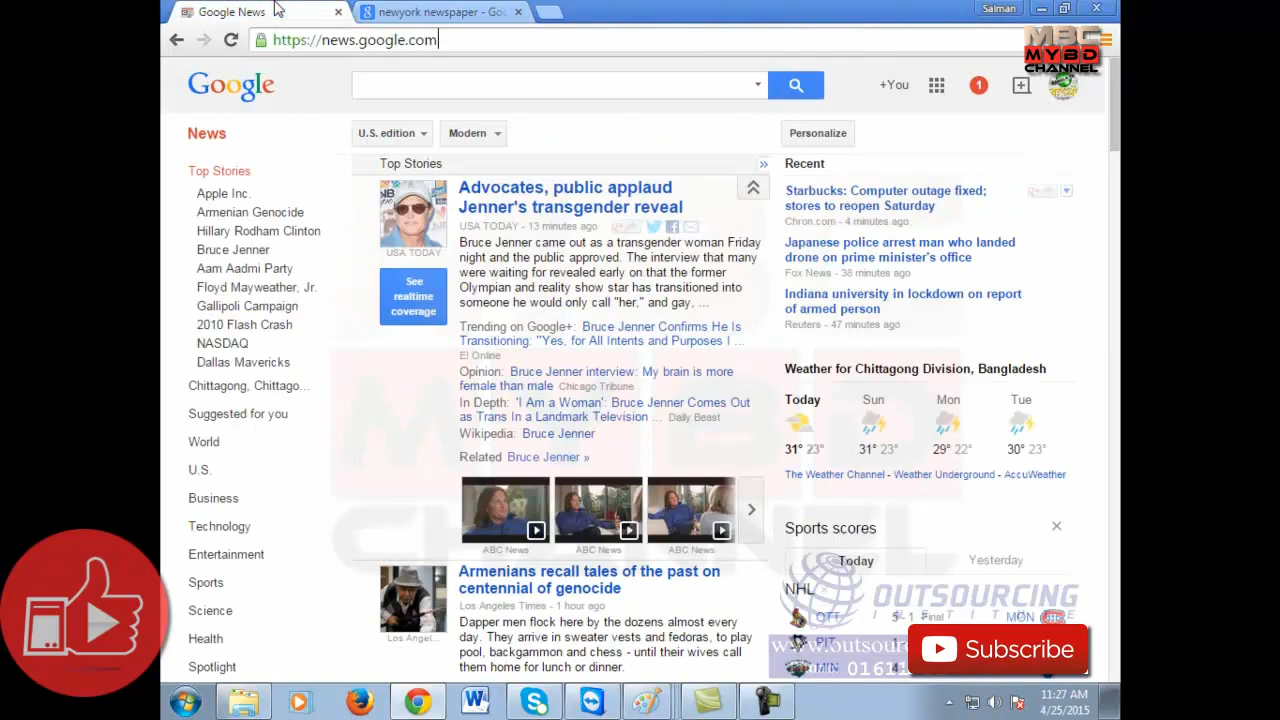 Google News
newyork newspaper - Go
Salman
https://news.google.com
MBC
MYBD
CHANNEL
Google
+You
1
News
U.S. edition
Modern
Personalize
Top Stories
Apple Inc.
Armenian Genocide
Hillary Rodham Clinton
Bruce Jenner
Aam Aadmi Party
Floyd Mayweather, Jr.
Gallipoli Campaign
2010 Flash Crash
NASDAQ
Dallas Mavericks
Chittagong, Chittago...
Suggested for you
World
U.S.
Business
Technology
Entertainment
Sports
Science
Health
Spotlight
Top Stories
USA TODAY
See
realtime
coverage
Advocates, public applaud
Jenner's transgender reveal
USA TODAY - 13 minutes ago
Bruce Jenner came out as a transgender woman Friday
night and the public approved. The interview that many
were waiting for revealed early on that the former
Olympian and reality show star has transitioned into
someone he would only call "her," and gay, ...
Trending on Google+: Bruce Jenner Confirms He Is
Transitioning: "Yes, for All Intents and Purposes I ...
E! Online
Opinion: Bruce Jenner interview: My brain is more
female than male Chicago Tribune
In Depth: 'I Am a Woman': Bruce Jenner Comes Out
as Trans In a Landmark Television ... Daily Beast
Wikipedia: Bruce Jenner
Related Bruce Jenner »
ABC News
ABC News
ABC News
Los Angel...
Armenians recall tales of the past on
centennial of genocide
Los Angeles Times - 1 hour ago
Dapper men flock here by the dozens almost every
day. They arrive in sweater vests and fedoras, to play
pool, backgammon and chess - until their wives call
them home for lunch or dinner.
Recent
Starbucks: Computer outage fixed;
stores to reopen Saturday
Chron.com - 4 minutes ago
Japanese police arrest man who landed
drone on prime minister's office
Fox News - 38 minutes ago
Indiana university in lockdown on report
of armed person
Reuters - 47 minutes ago
Weather for Chittagong Division, Bangladesh
Today Sun Mon Tue
31° 23° 31° 23° 29° 22° 30° 23°
The Weather Channel - Weather Underground - AccuWeather
Sports scores
Today Yesterday
NHL
OTT 5 1 Final MON
PIT
MIN
OUTSOURCING
INSTITUTE
www.outsour
01611
Subscribe
MYBD
CHANNEL
11:27 AM
4/25/2015